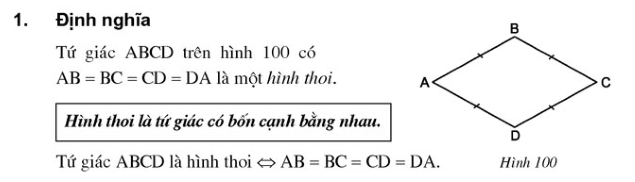 1. Định nghĩa
Tứ giác ABCD trên hình 100 có
AB = BC = CD = DA là một hình thoi.
Hình thoi là tứ giác có bốn cạnh bằng nhau.
Tứ giác ABCD là hình thoi ⇔ AB = BC = CD = DA.
B
A
C
D
Hình 100